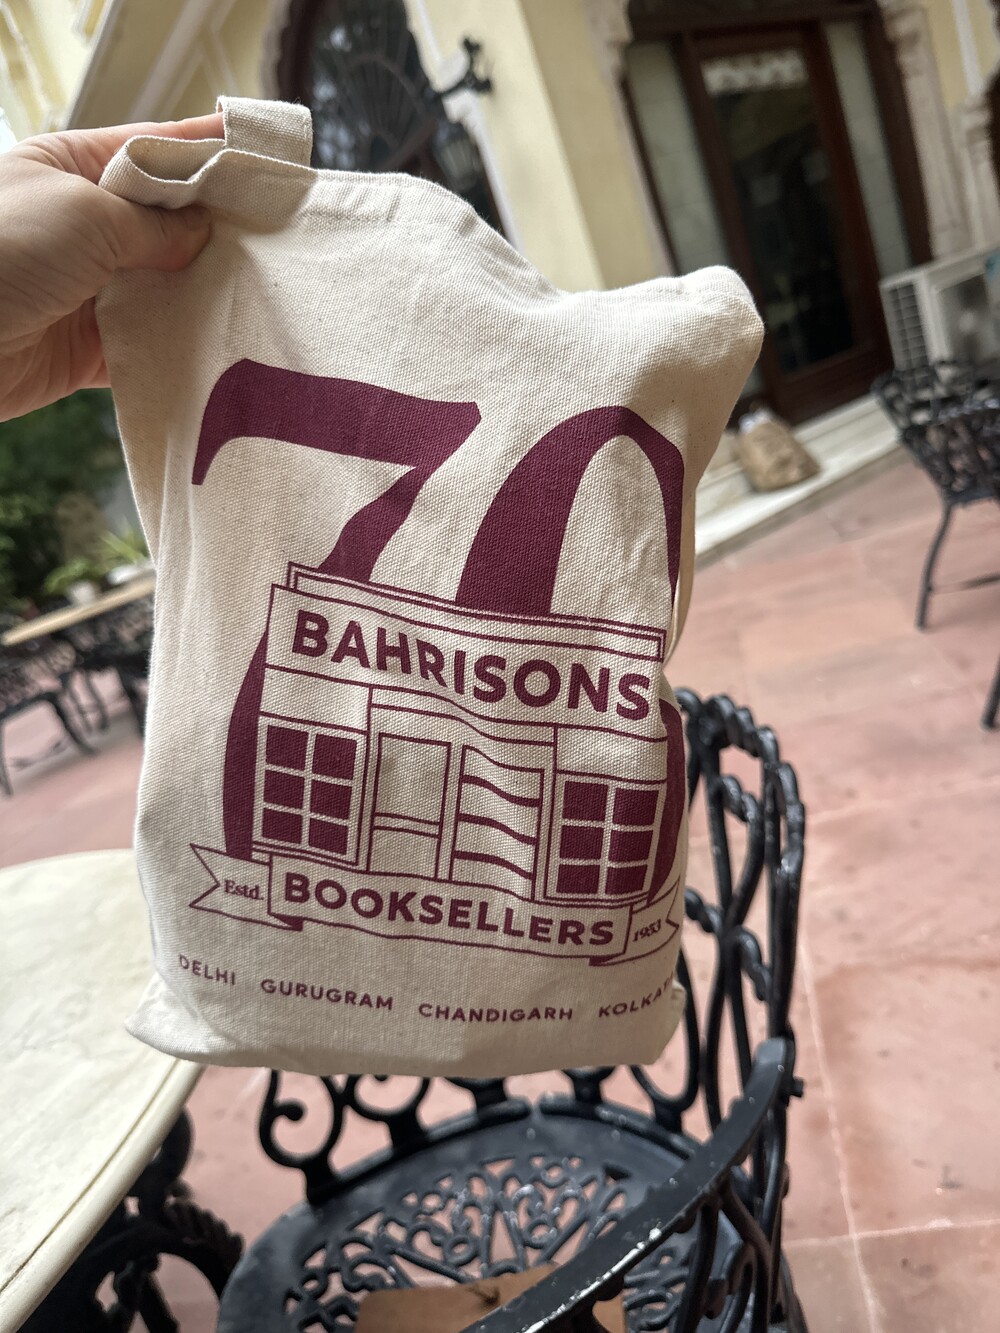 70
BAHRISONS
Estd. BOOKSELLERS 1953
DELHI GURUGRAM CHANDIGARH